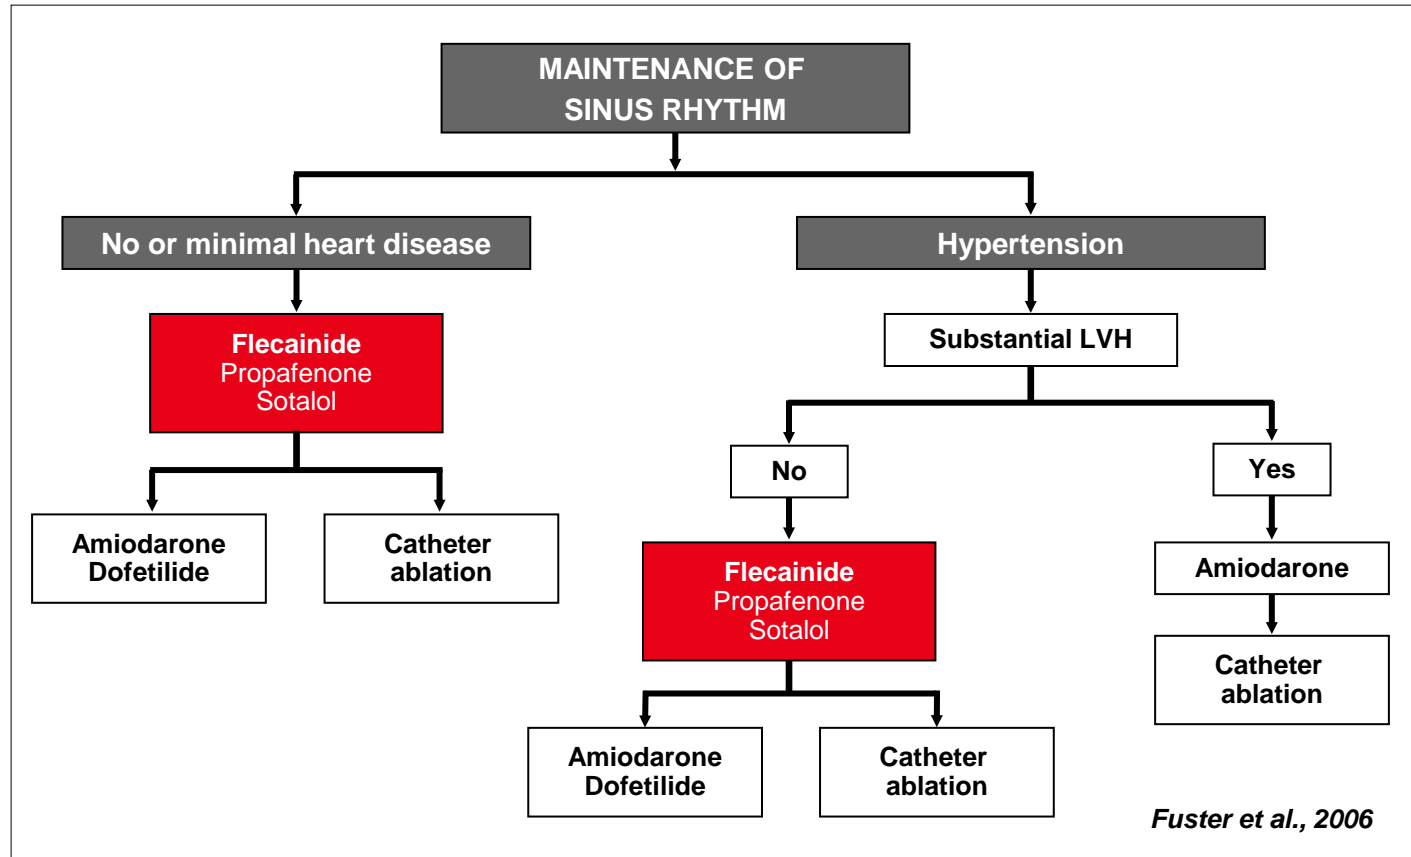 MAINTENANCE OF
SINUS RHYTHM
No or minimal heart disease
Hypertension
Flecainide
Propafenone
Sotalol
Substantial LVH
No
Yes
Amiodarone
Dofetilide
Catheter
ablation
Flecainide
Propafenone
Sotalol
Amiodarone
Catheter
ablation
Amiodarone
Dofetilide
Catheter
ablation
Fuster et al., 2006